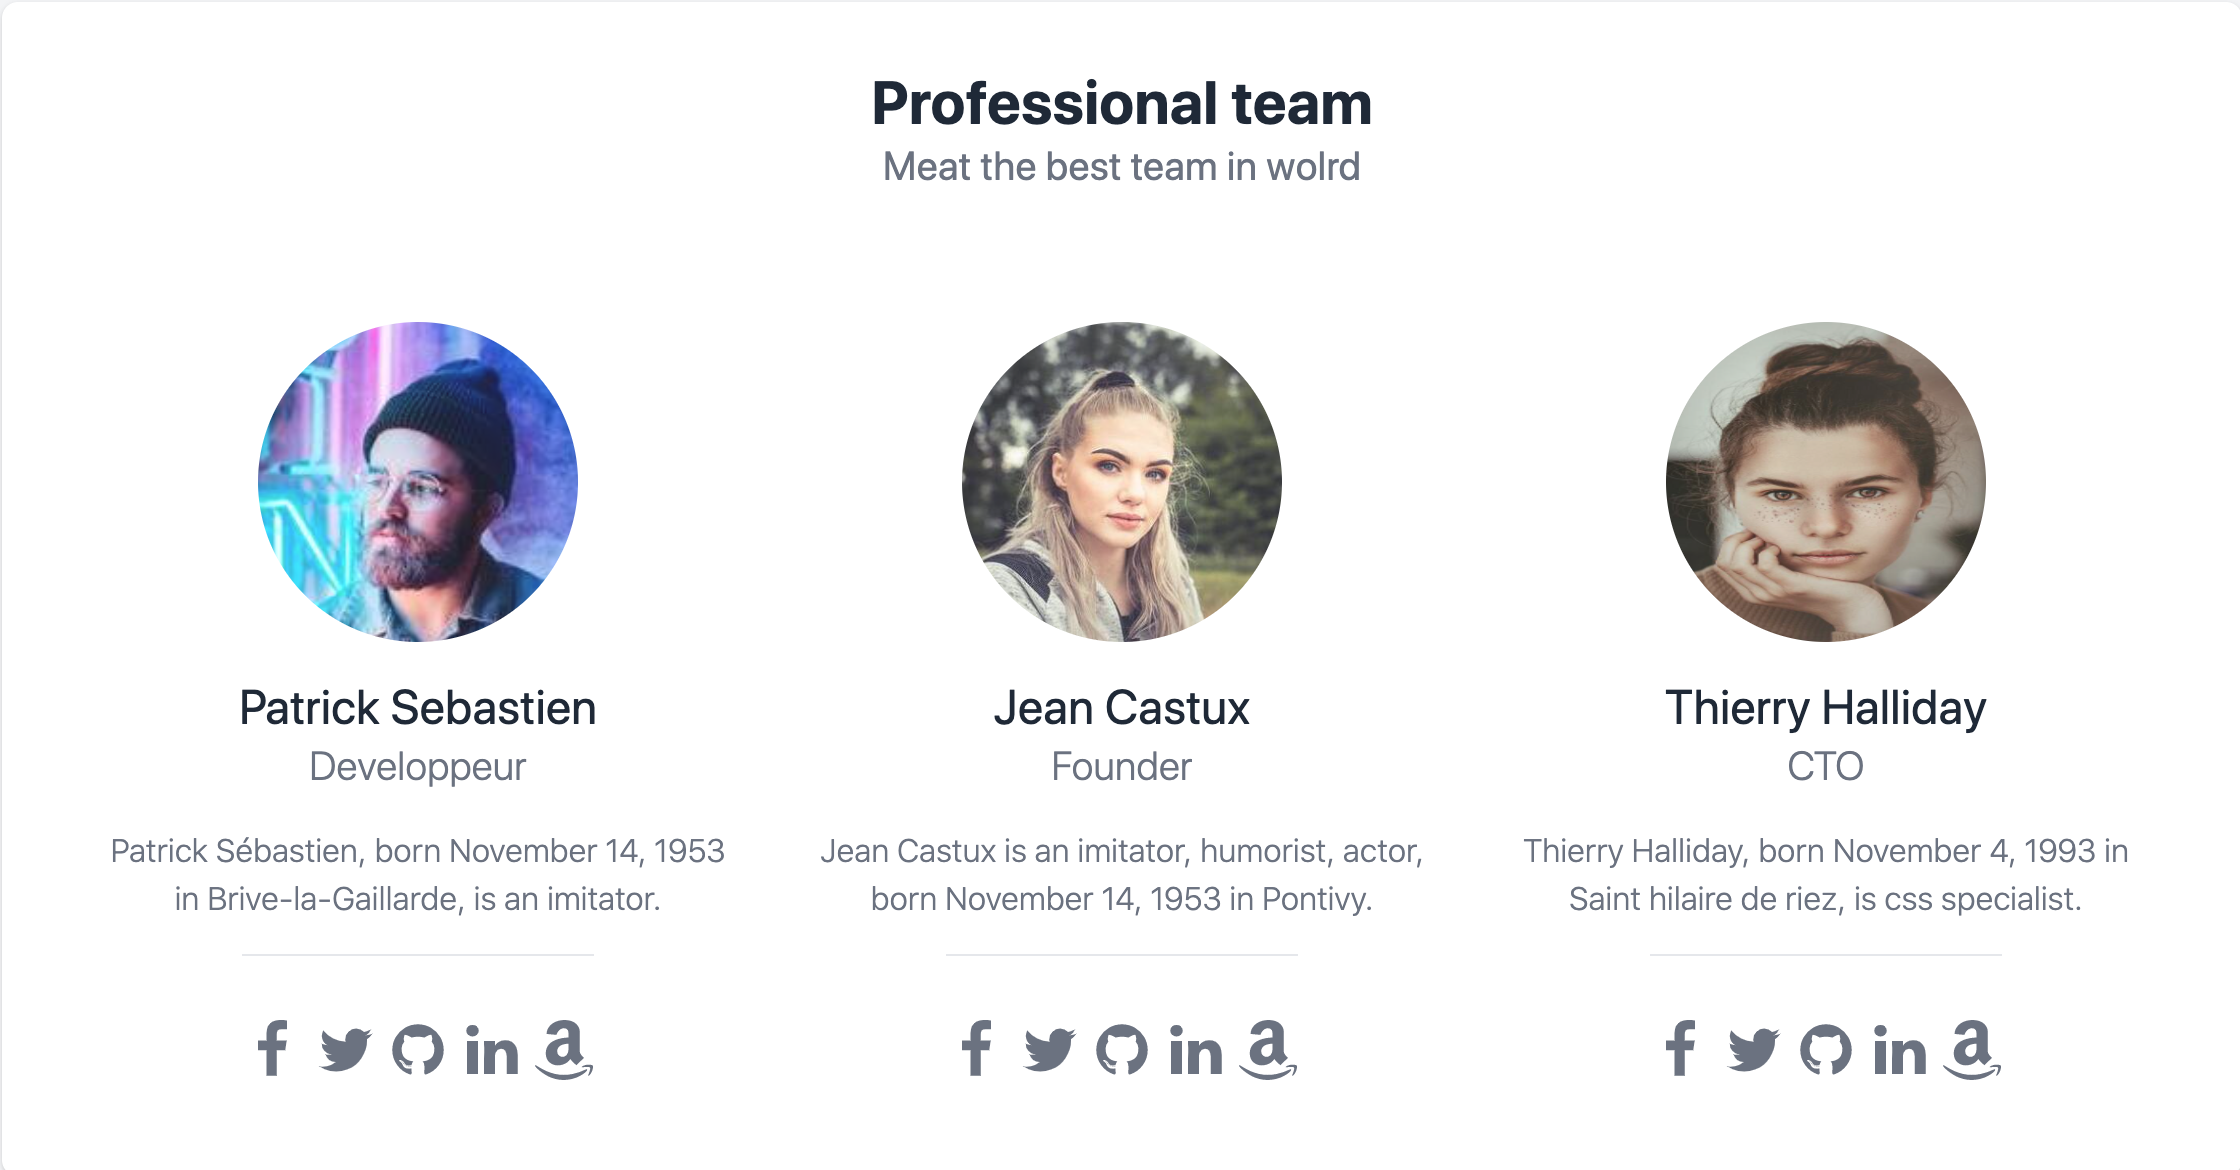 Professional team
Meat the best team in wolrd
Patrick Sebastien
Developpeur
Patrick Sébastien, born November 14, 1953
in Brive-la-Gaillarde, is an imitator.
Jean Castux
Founder
Jean Castux is an imitator, humorist, actor,
born November 14, 1953 in Pontivy.
Thierry Halliday
CTO
Thierry Halliday, born November 4, 1993 in
Saint hilaire de riez, is css specialist.